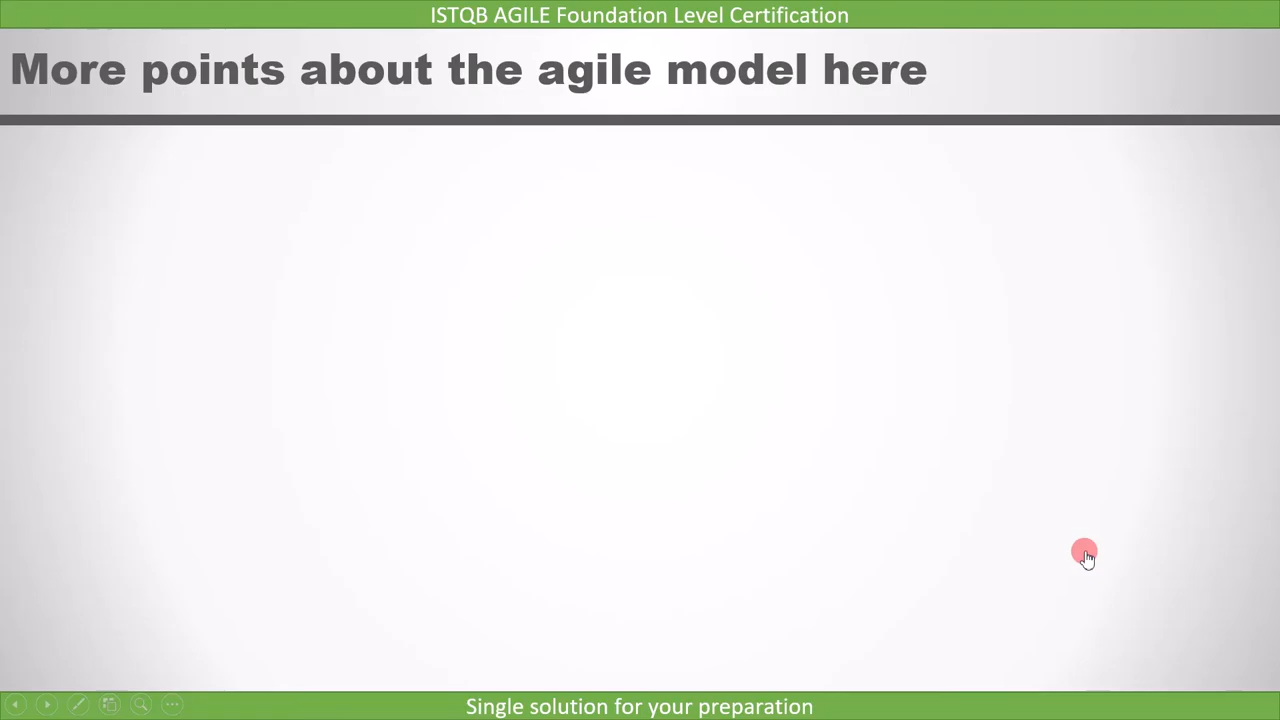 ISTQB AGILE Foundation Level Certification
More points about the agile model here
Single solution for your preparation